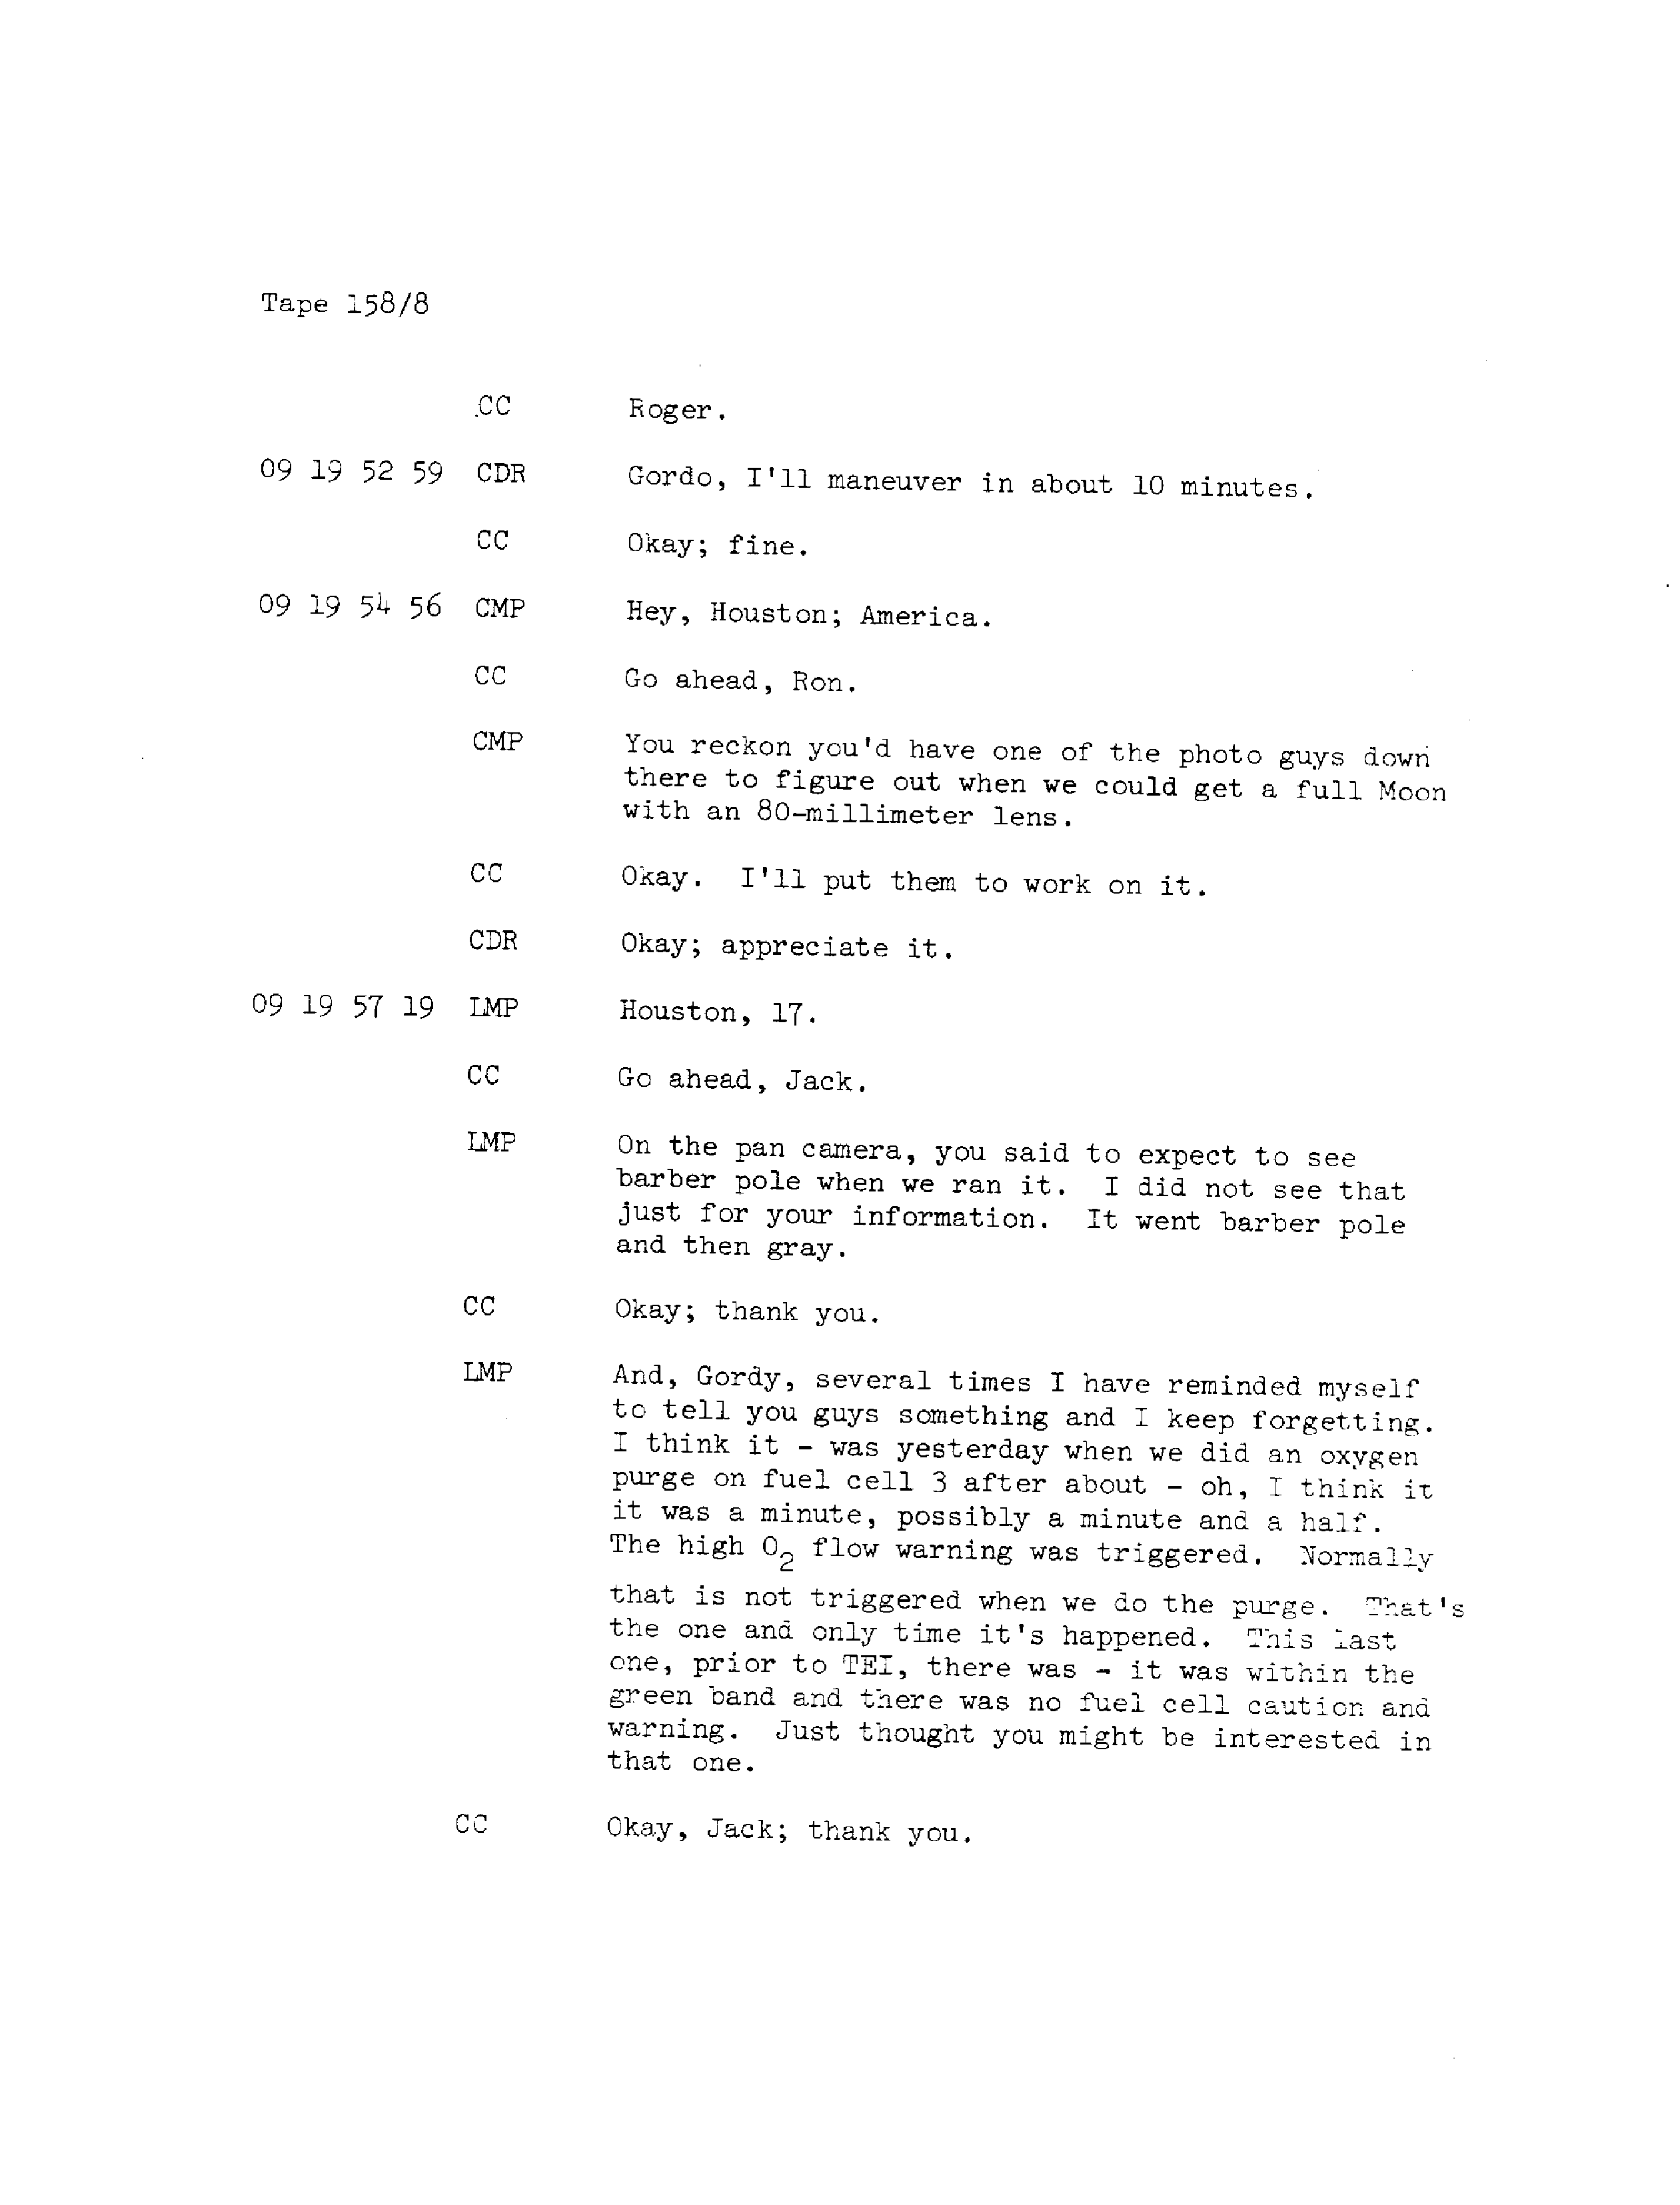 Tape 158/8
CC Roger.
09 19 52 59 CDR Gordo, I'll maneuver in about 10 minutes.
CC Okay; fine.
09 19 54 56 CMP Hey, Houston; America.
CC Go ahead, Ron.
CMP You reckon you'd have one of the photo guys down
there to figure out when we could get a full Moon
with an 80-millimeter lens.
CC Okay. I'll put them to work on it.
CDR Okay; appreciate it.
09 19 57 19 LMP Houston, 17.
CC Go ahead, Jack.
LMP On the pan camera, you said to expect to see
barber pole when we ran it. I did not see that
just for your information. It went barber pole
and then gray.
CC Okay; thank you.
LMP And, Gordy, several times I have reminded myself
to tell you guys something and I keep forgetting.
I think it - was yesterday when we did an oxygen
purge on fuel cell 3 after about - oh, I think it
it was a minute, possibly a minute and a half.
The high O2 flow warning was triggered. Normally
that is not triggered when we do the purge. That's
the one and only time it's happened. This last
one, prior to TEI, there was - it was within the
green band and there was no fuel cell caution and
warning. Just thought you might be interested in
that one.
CC Okay, Jack; thank you.